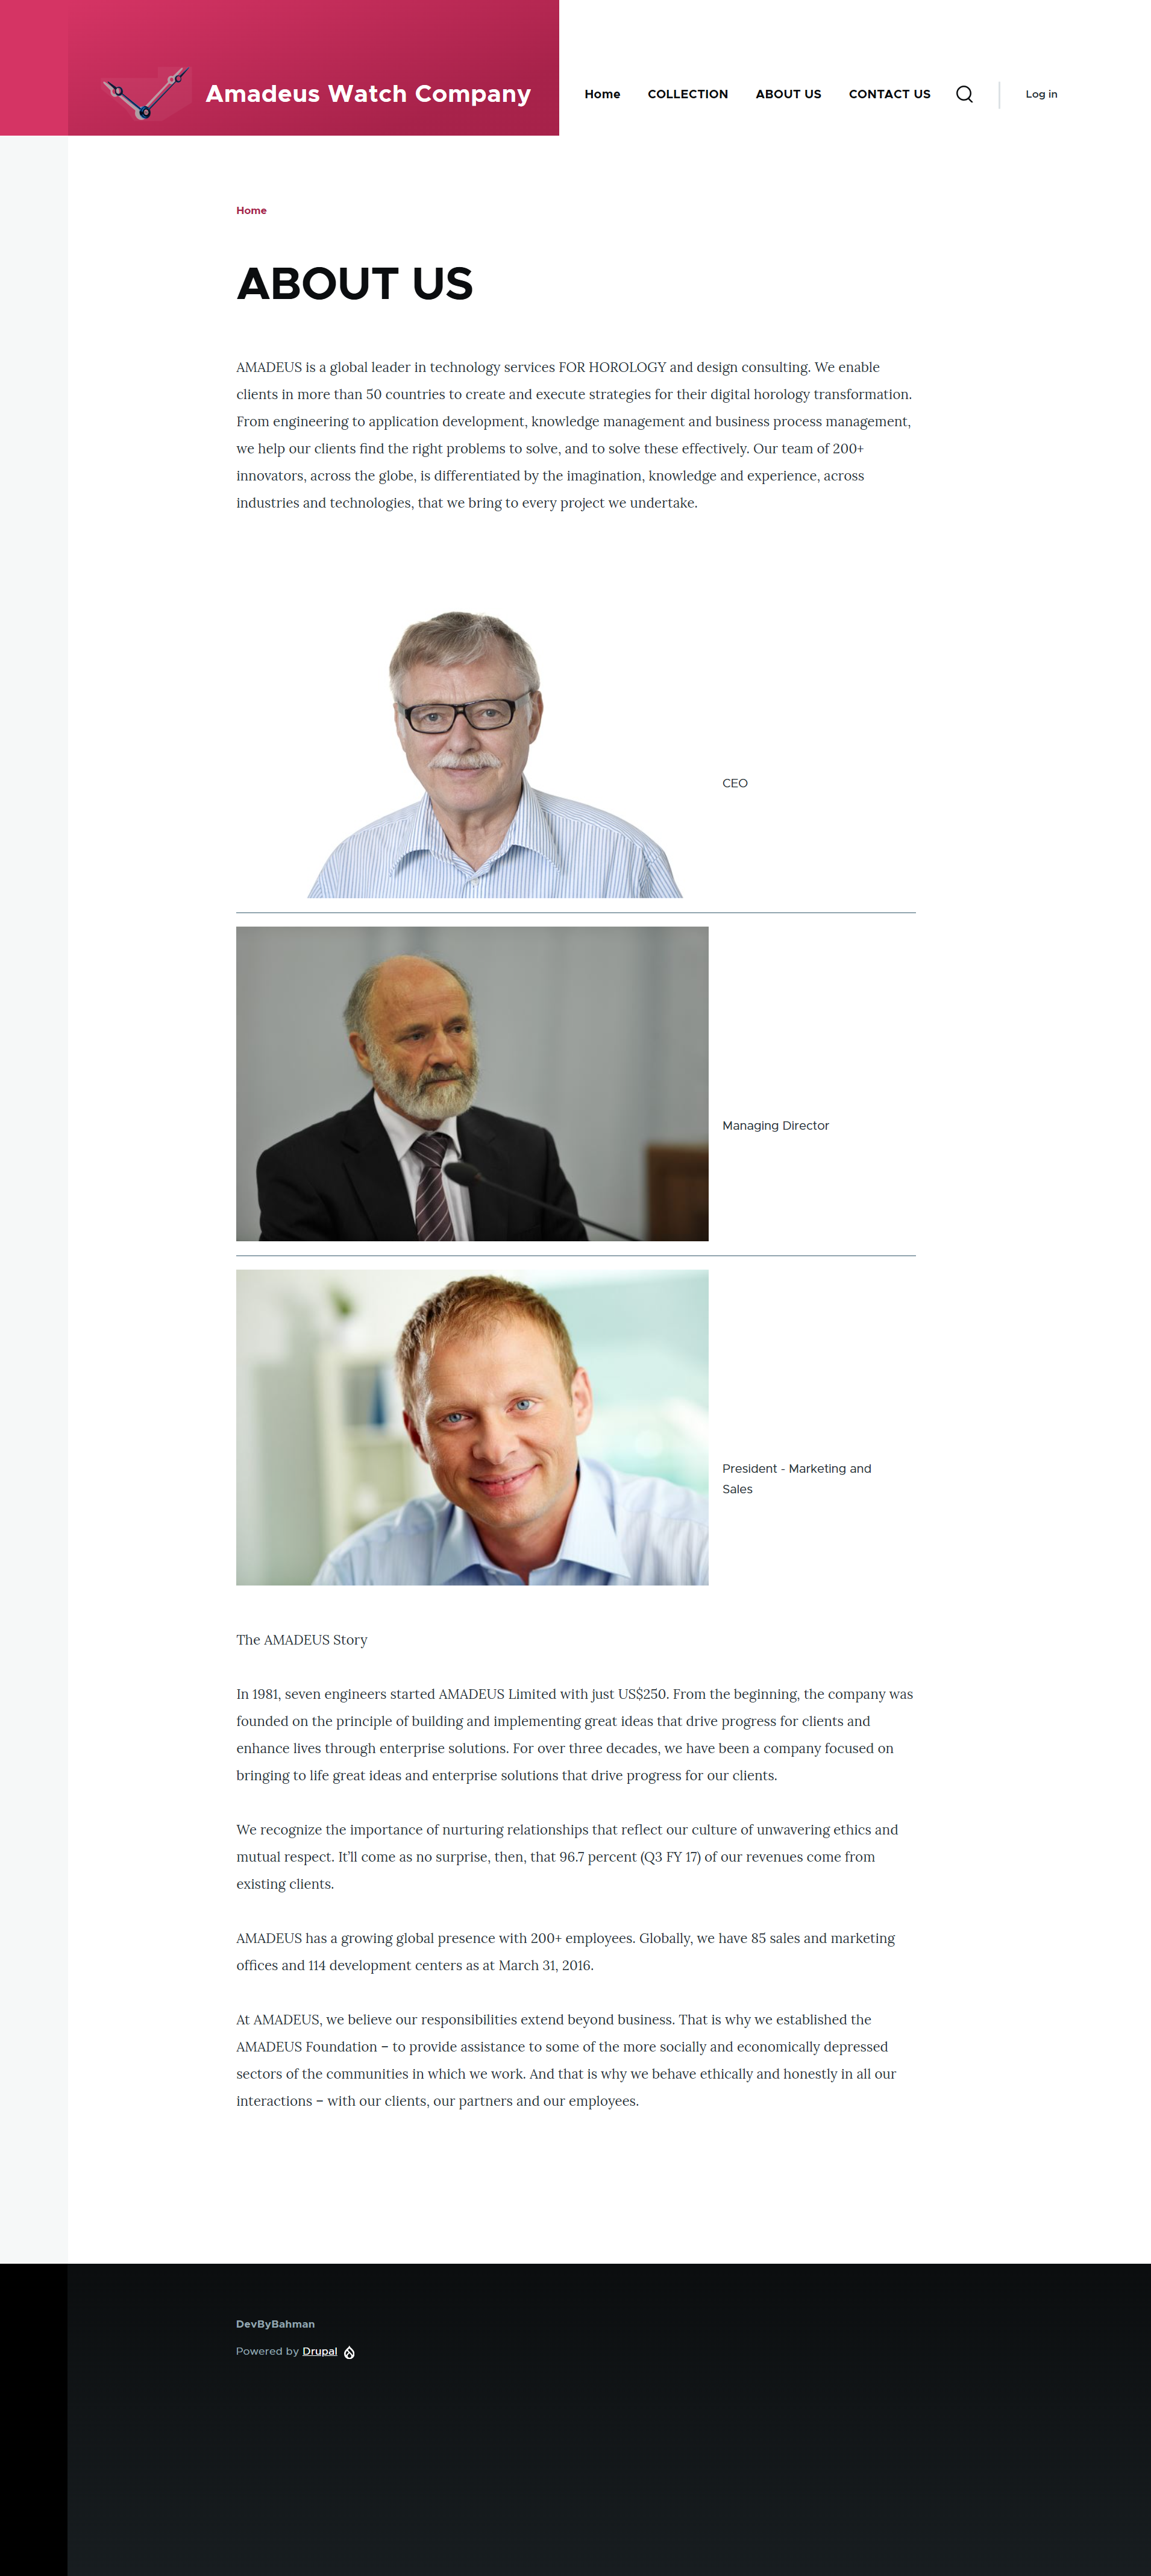 Amadeus Watch Company
Home
COLLECTION
ABOUT US
CONTACT US
Log in
Home
ABOUT US
AMADEUS is a global leader in technology services FOR HOROLOGY and design consulting. We enable
clients in more than 50 countries to create and execute strategies for their digital horology transformation.
From engineering to application development, knowledge management and business process management,
we help our clients find the right problems to solve, and to solve these effectively. Our team of 200+
innovators, across the globe, is differentiated by the imagination, knowledge and experience, across
industries and technologies, that we bring to every project we undertake.
CEO
Managing Director
President - Marketing and
Sales
The AMADEUS Story
In 1981, seven engineers started AMADEUS Limited with just US$250. From the beginning, the company was
founded on the principle of building and implementing great ideas that drive progress for clients and
enhance lives through enterprise solutions. For over three decades, we have been a company focused on
bringing to life great ideas and enterprise solutions that drive progress for our clients.
We recognize the importance of nurturing relationships that reflect our culture of unwavering ethics and
mutual respect. It’ll come as no surprise, then, that 96.7 percent (Q3 FY 17) of our revenues come from
existing clients.
AMADEUS has a growing global presence with 200+ employees. Globally, we have 85 sales and marketing
offices and 114 development centers as at March 31, 2016.
At AMADEUS, we believe our responsibilities extend beyond business. That is why we established the
AMADEUS Foundation – to provide assistance to some of the more socially and economically depressed
sectors of the communities in which we work. And that is why we behave ethically and honestly in all our
interactions – with our clients, our partners and our employees.
DevByBahman
Powered by Drupal